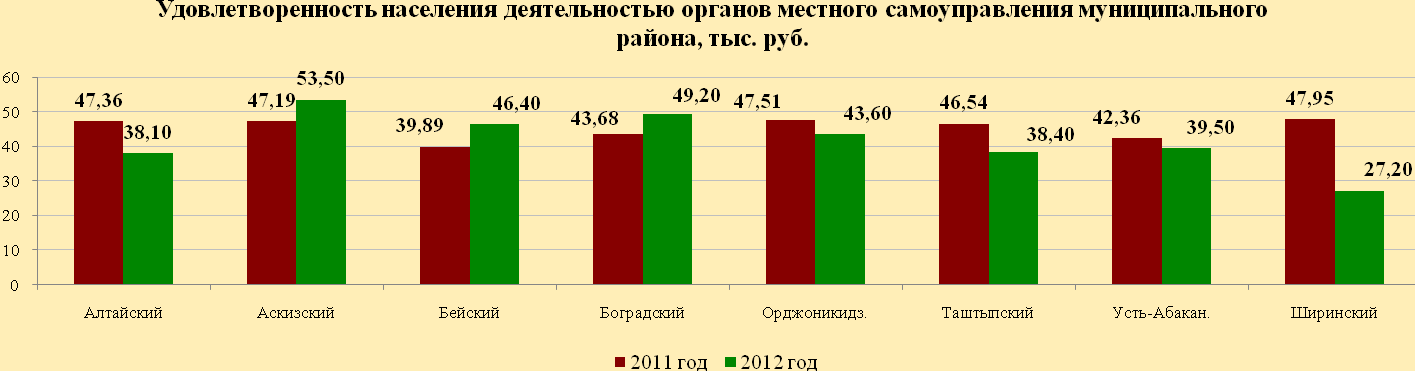 Удовлетворенность населения деятельностью органов местного самоуправления муниципального
района, тыс. руб.
60
50
40
30
20
10
0
47,36
38,10
47,19
53,50
39,89
46,40
43,68
49,20
47,51
43,60
46,54
38,40
42,36
39,50
47,95
27,20
Алтайский
Аскизский
Бейский
Боградский
Орджоникидз.
Таштыпский
Усть-Абакан.
Ширинский
2011 год
2012 год